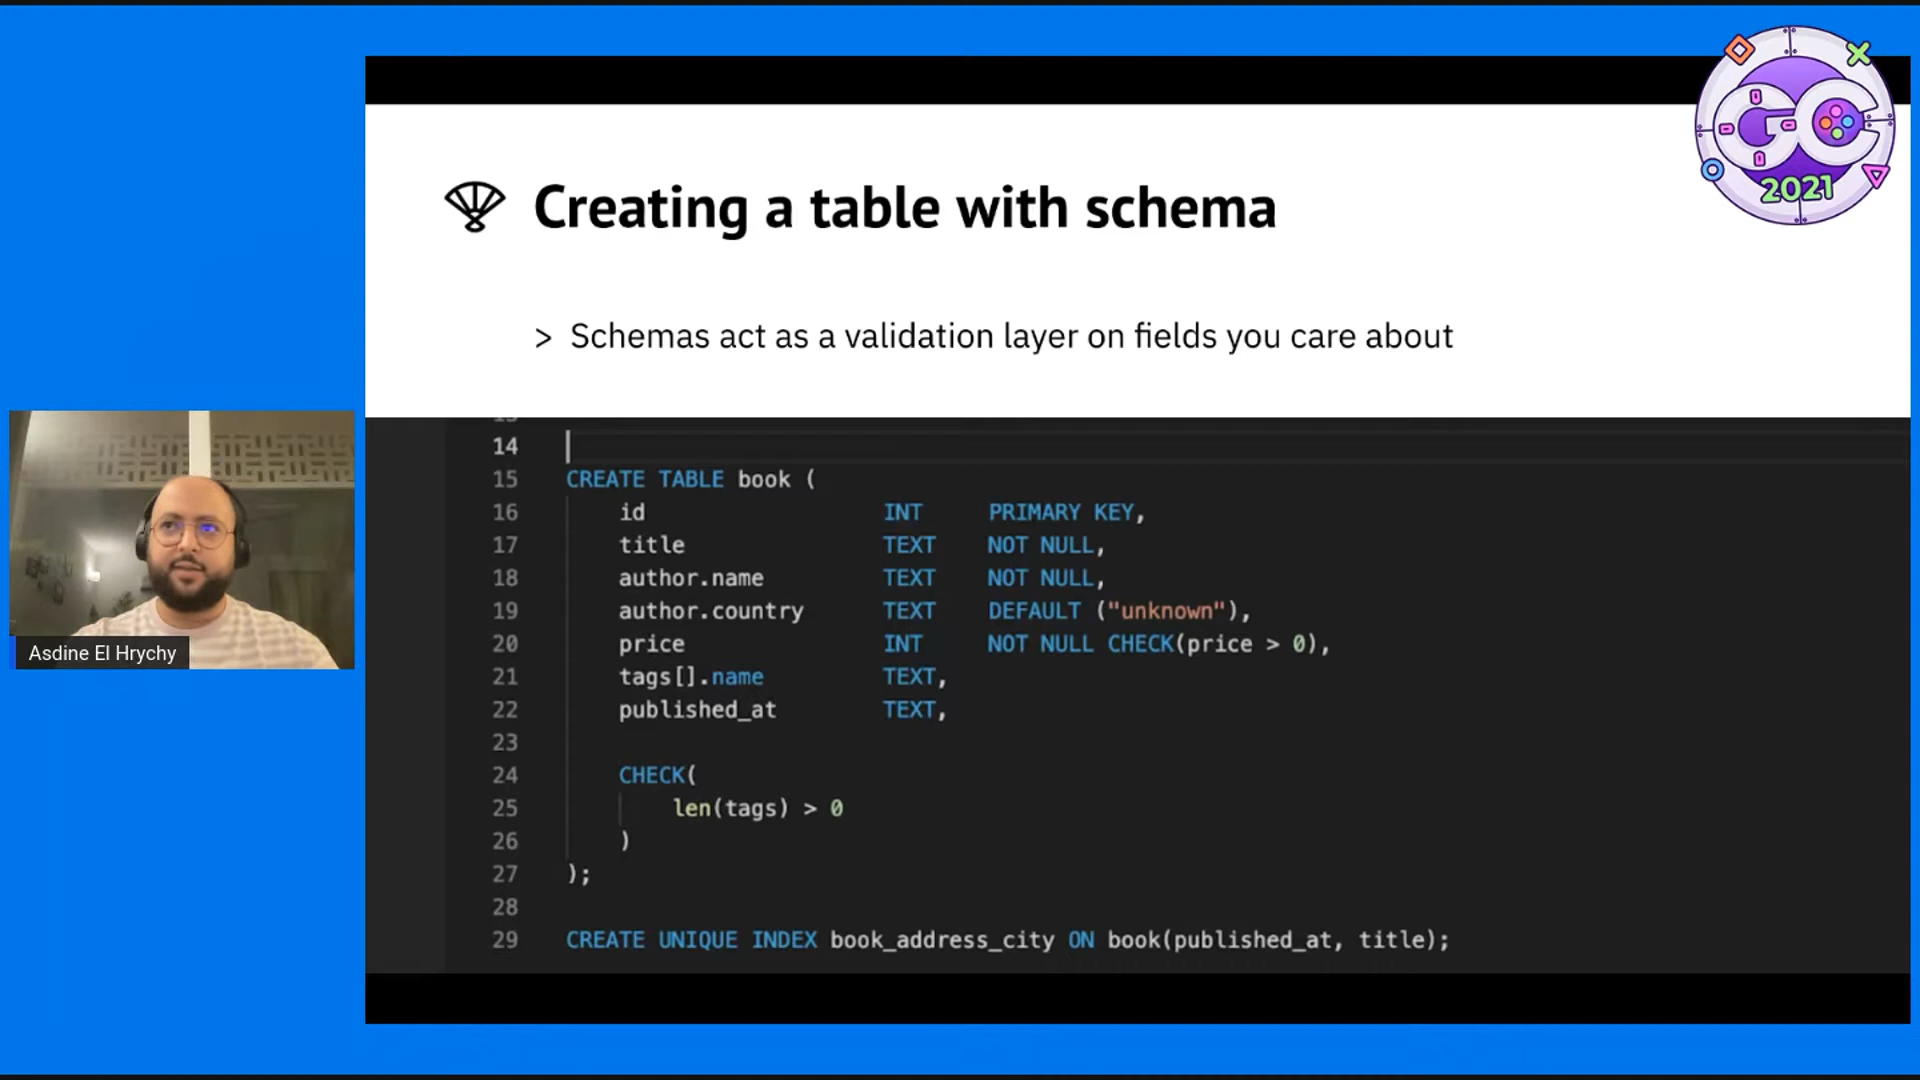 GC
2021
Creating a table with schema
> Schemas act as a validation layer on fields you care about
14
15 CREATE TABLE book (
16 id INT PRIMARY KEY,
17 title TEXT NOT NULL,
18 author.name TEXT NOT NULL,
19 author.country TEXT DEFAULT ("unknown"),
20 price INT NOT NULL CHECK(price > 0),
21 tags[].name TEXT,
22 published_at TEXT,
23
24 CHECK(
25 len(tags) > 0
26 )
27 );
28
29 CREATE UNIQUE INDEX book_address_city ON book(published_at, title);
Asdine El Hrychy